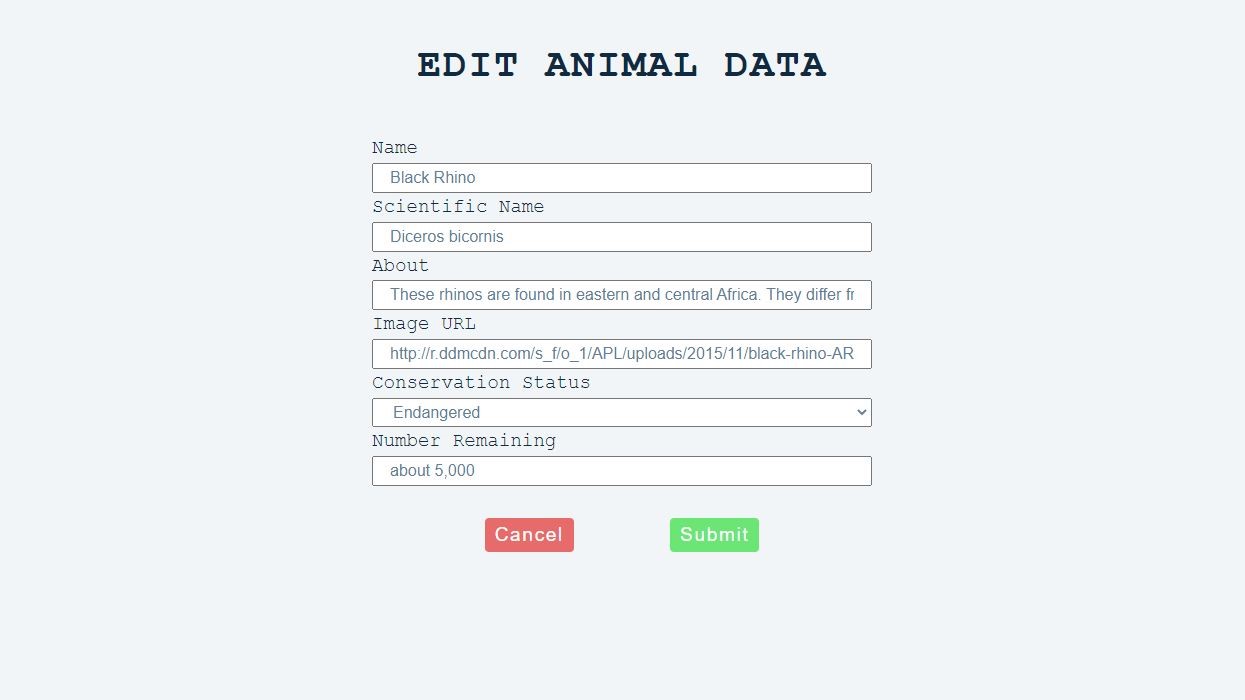 EDIT ANIMAL DATA
Name
Black Rhino
Scientific Name
Diceros bicornis
About
These rhinos are found in eastern and central Africa. They differ fr
Image URL
http://r.ddmcdn.com/s_f/o_1/APL/uploads/2015/11/black-rhino-AR
Conservation Status
Endangered
Number Remaining
about 5,000
Cancel Submit